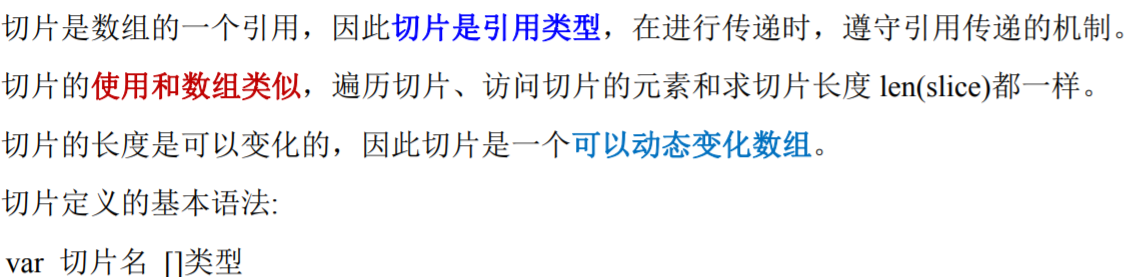 切片是数组的一个引用，因此切片是引用类型，在进行传递时，遵守引用传递的机制。
切片的使用和数组类似，遍历切片、访问切片的元素和求切片长度 len(slice)都一样。
切片的长度是可以变化的，因此切片是一个可以动态变化数组。
切片定义的基本语法:
var 切片名 []类型